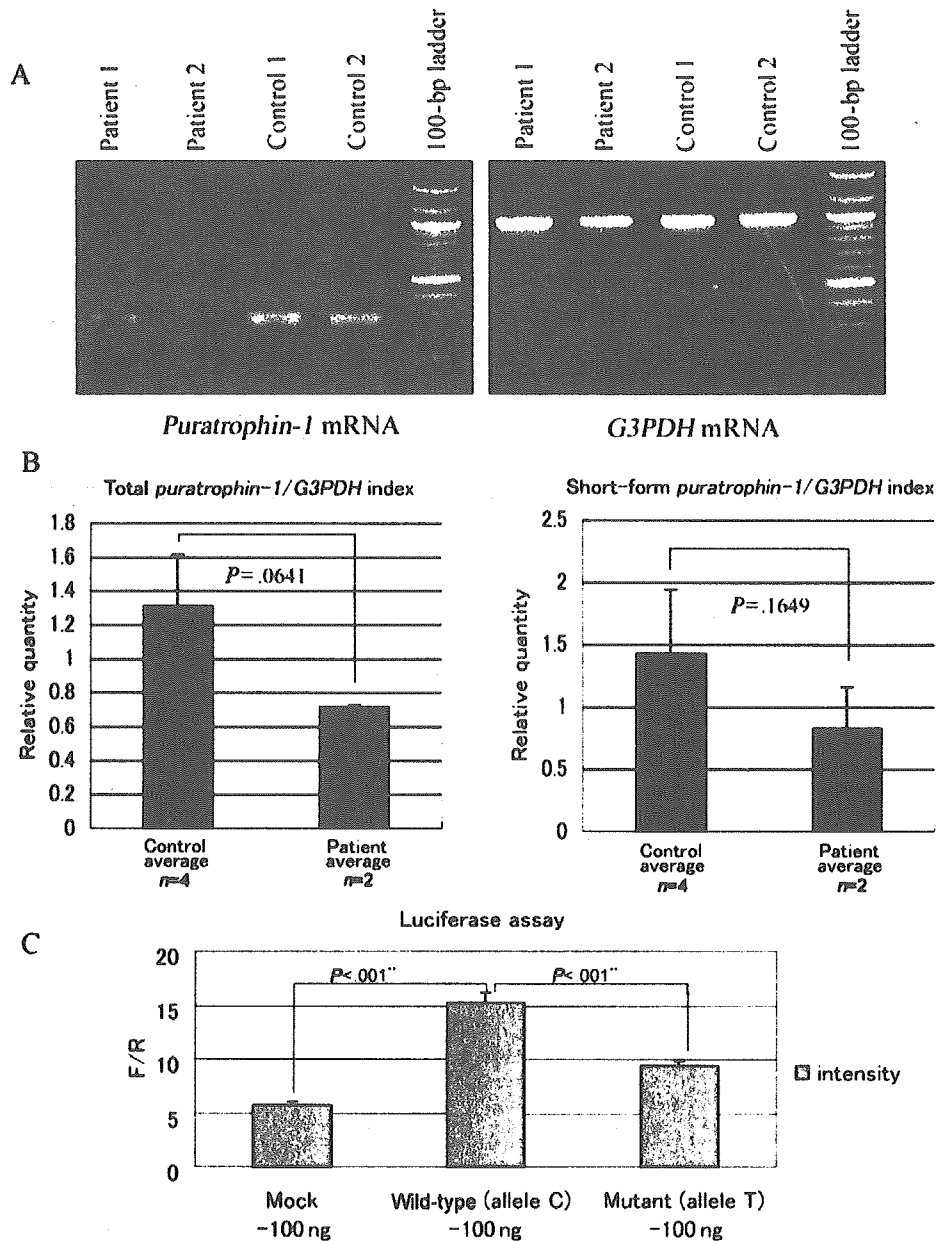 A
Patient 1
Patient 2
Control 1
Control 2
100-bp ladder
Patient 1
Patient 2
Control 1
Control 2
100-bp ladder
Puratrophin-1 mRNA
G3PDH mRNA
B
Total puratrophin-1/G3PDH index
Relative quantity
1.8
1.6
1.4
1.2
1
0.8
0.6
0.4
0.2
0
P= .0641
Control average n=4
Patient average n=2
Short-form puratrophin-1/G3PDH index
Relative quantity
2.5
2
1.5
1
0.5
0
P= .1649
Control average n=4
Patient average n=2
C
Luciferase assay
F/R
20
15
10
5
0
P<.001**
P<.001**
intensity
Mock -100 ng
Wild-type (allele C) -100 ng
Mutant (allele T) -100 ng